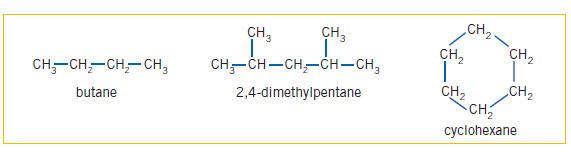 CH₃—CH₂—CH₂—CH₃
butane
CH₃ CH₃
CH₃—CH—CH₂—CH—CH₃
2,4-dimethylpentane
CH₂
CH₂ CH₂
CH₂ CH₂
CH₂
cyclohexane